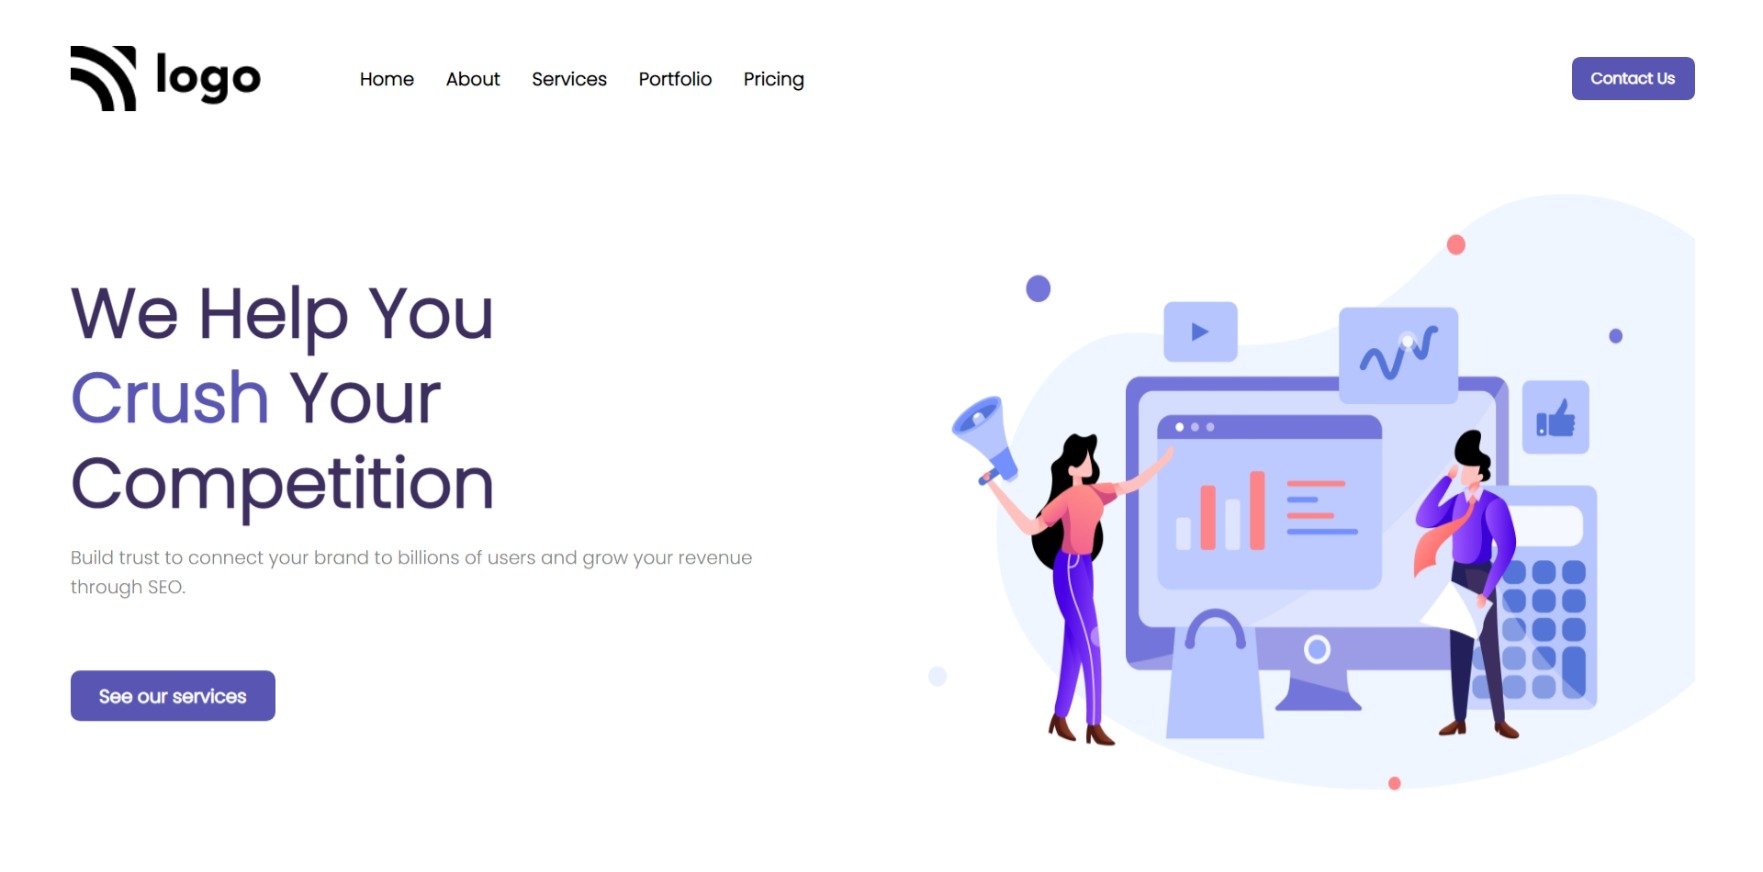 logo
Home About Services Portfolio Pricing
Contact Us
We Help You
Crush Your
Competition
Build trust to connect your brand to billions of users and grow your revenue
through SEO.
See our services